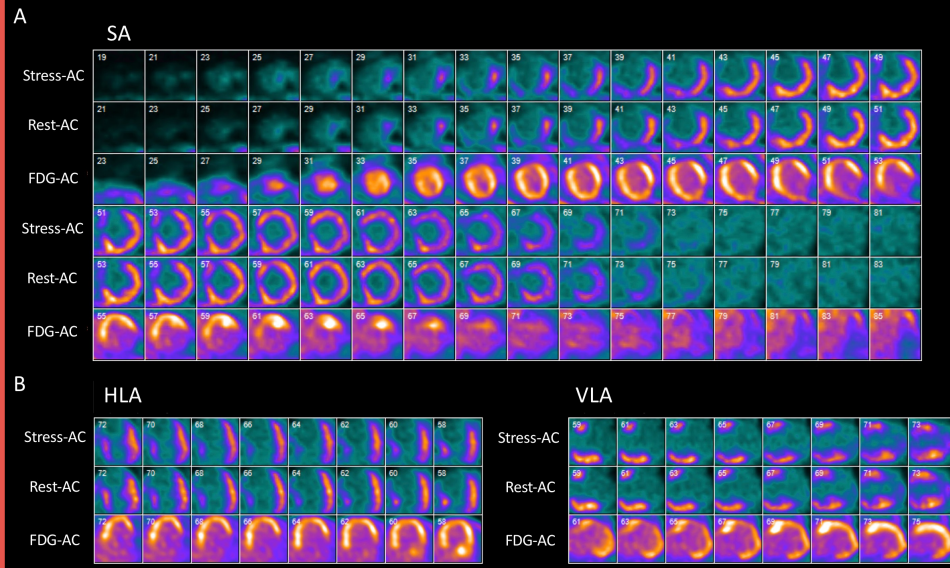 A
SA
Stress-AC 19 21 23 25 27 29 31 33 35 37 39 41 43 45 47 49
Rest-AC 21 23 25 27 29 31 33 35 37 39 41 43 45 47 49 51
FDG-AC 23 25 27 29 31 33 35 37 39 41 43 45 47 49 51 53
Stress-AC 51 53 55 57 59 61 63 65 67 69 71 73 75 77 79 81
Rest-AC 53 55 57 59 61 63 65 67 69 71 73 75 77 79 81 83
FDG-AC 55 57 59 61 63 65 67 69 71 73 75 77 79 81 83 85
B
HLA
VLA
Stress-AC 72 70 68 66 64 62 60 58
Stress-AC 59 61 63 65 67 69 71 73
Rest-AC 72 70 68 66 64 62 60 58
Rest-AC 59 61 63 65 67 69 71 73
FDG-AC 72 70 68 66 64 62 60 58
FDG-AC 61 63 65 67 69 71 73 75